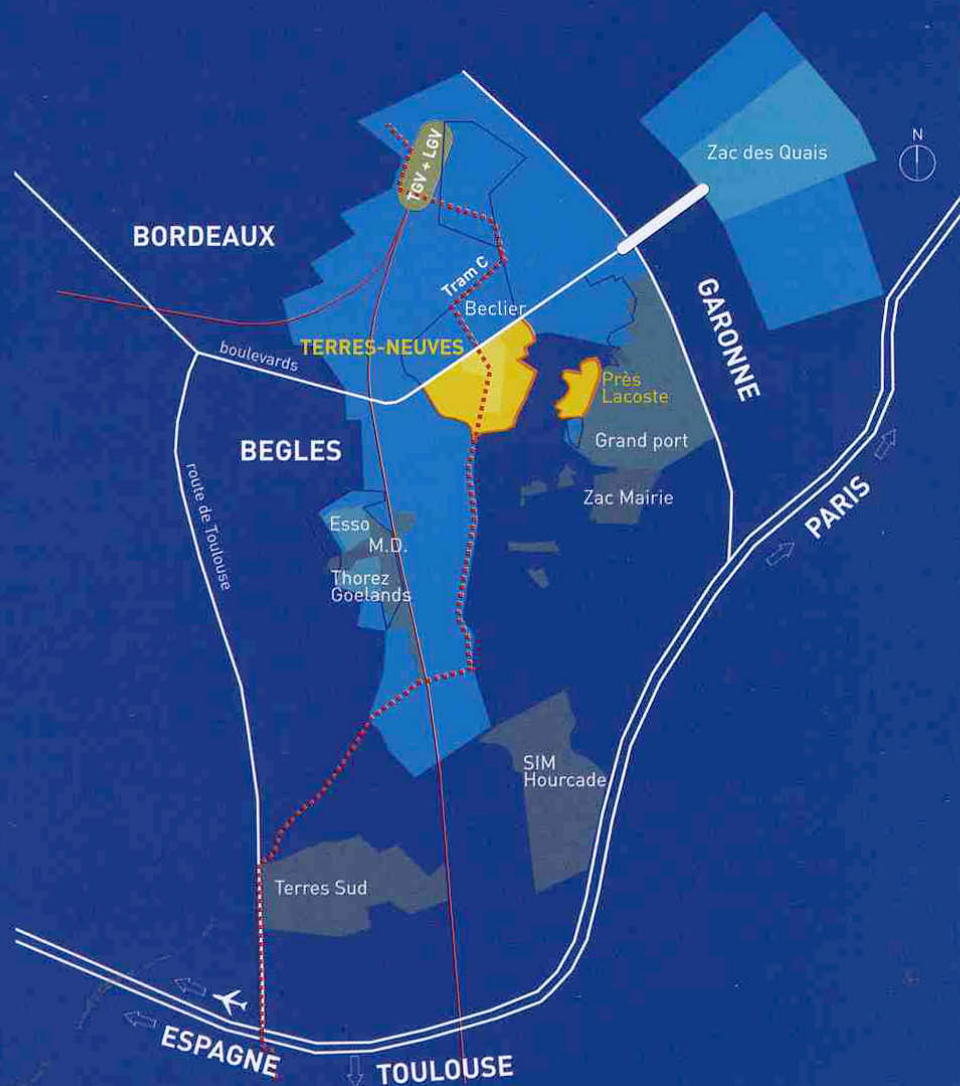 TGV + LGV
Zac des Quais
N
BORDEAUX
Tram C
GARONNE
Beclier
TERRES-NEUVES
boulevards
Près
Lacoste
Grand port
BEGLES
route de Toulouse
Zac Mairie
PARIS
Esso
M.D.
Thorez
Goelands
SIM
Hourcade
Terres Sud
ESPAGNE
TOULOUSE